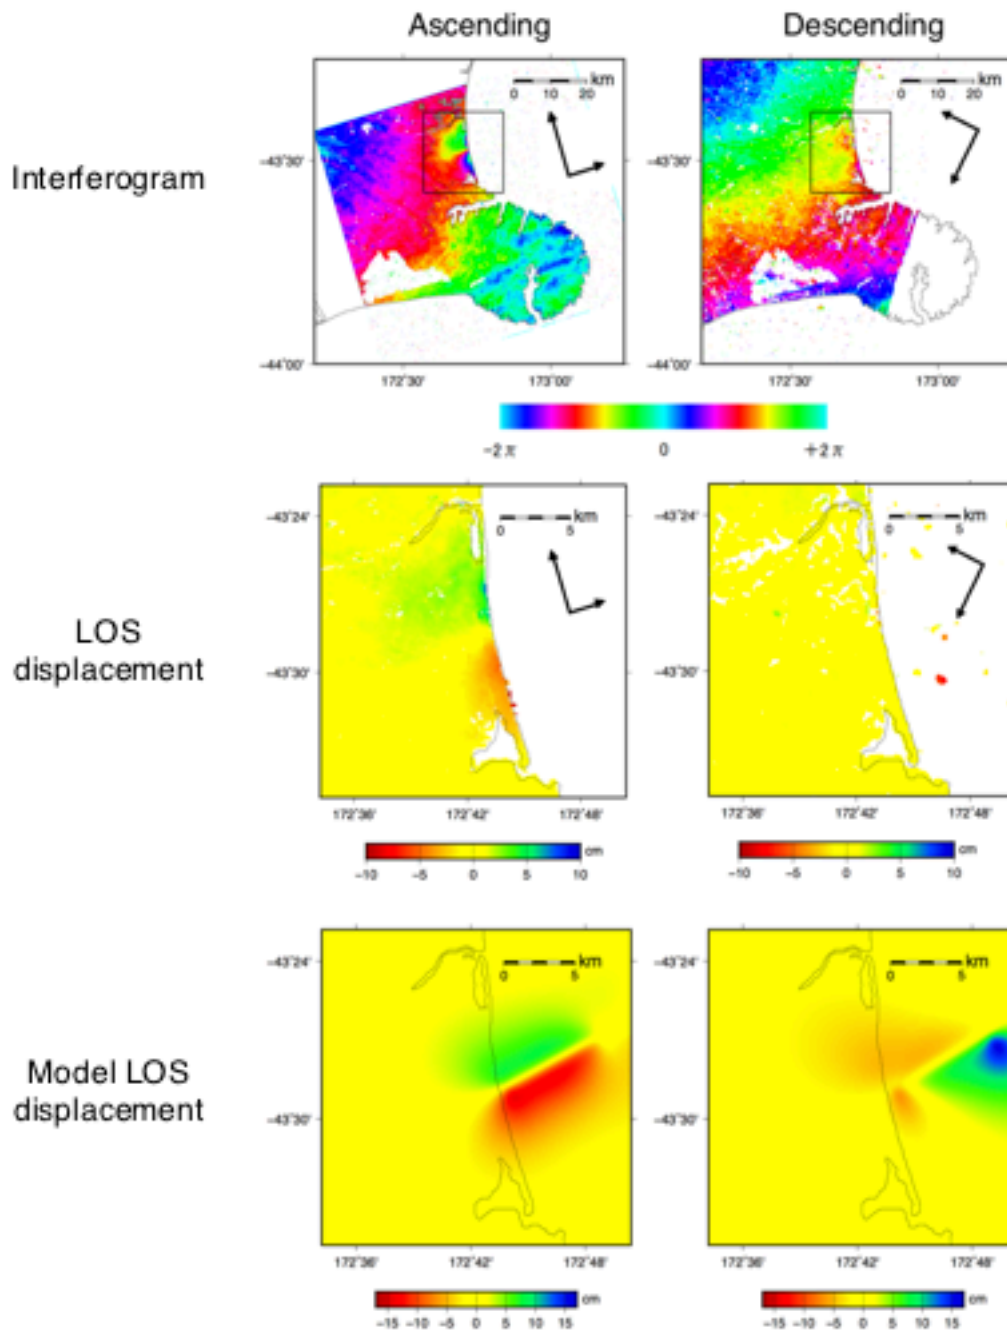 Ascending
Descending
km
0 10 20
km
0 10 20
Interferogram
−43˚30'
−44˚00'
172˚30'
173˚00'
−43˚30'
−44˚00'
172˚30'
173˚00'
−2π
0
+2π
LOS
displacement
−43˚24'
−43˚30'
km
0 5
172˚36'
172˚42'
172˚48'
−43˚24'
−43˚30'
km
0 5
172˚36'
172˚42'
172˚48'
cm
−10 −5 0 5 10
cm
−10 −5 0 5 10
Model LOS
displacement
−43˚24'
−43˚30'
km
0 5
172˚36'
172˚42'
172˚48'
−43˚24'
−43˚30'
km
0 5
172˚36'
172˚42'
172˚48'
cm
−15 −10 −5 0 5 10 15
cm
−15 −10 −5 0 5 10 15